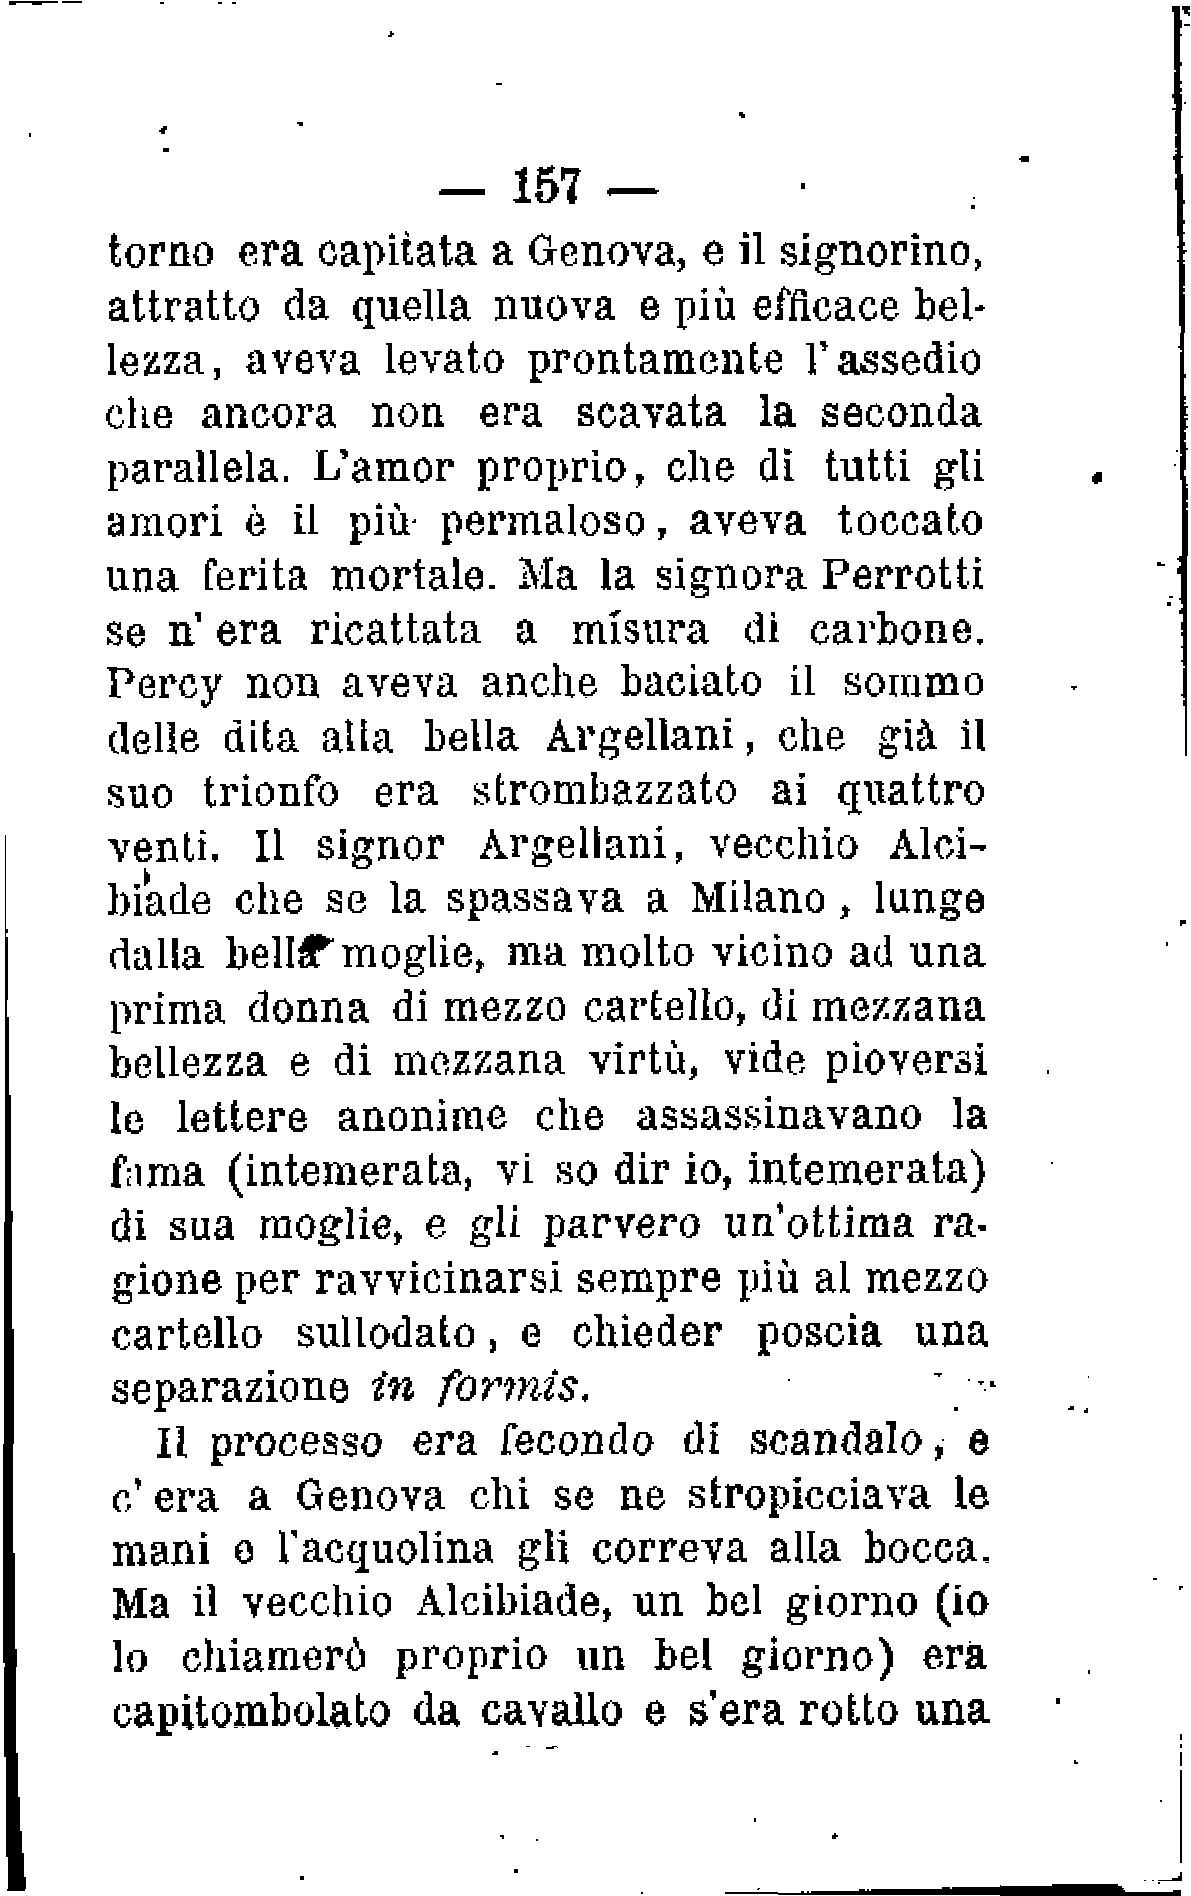 — 157 —
torno era capitata a Genova, e il signorino,
attratto da quella nuova e più efficace bel-
lezza, aveva levato prontamente l'assedio
che ancora non era scavata la seconda
parallela. L'amor proprio, che di tutti gli
amori è il più permaloso, aveva toccato
una ferita mortale. Ma la signora Perrotti
se n'era ricattata a misura di carbone.
Percy non aveva anche baciato il sommo
delle dita alla bella Argellani, che già il
suo trionfo era strombazzato ai quattro
venti. Il signor Argellani, vecchio Alci-
biade che se la spassava a Milano, lunge
dalla bella moglie, ma molto vicino ad una
prima donna di mezzo cartello, di mezzana
bellezza e di mezzana virtù, vide pioversi
le lettere anonime che assassinavano la
fama (intemerata, vi so dir io, intemerata)
di sua moglie, e gli parvero un'ottima ra-
gione per ravvicinarsi sempre più al mezzo
cartello sullodato, e chieder poscia una
separazione in formis.
Il processo era fecondo di scandalo, e
c'era a Genova chi se ne stropicciava le
mani e l'acquolina gli correva alla bocca.
Ma il vecchio Alcibiade, un bel giorno (io
lo chiamerò proprio un bel giorno) era
capitombolato da cavallo e s'era rotto una